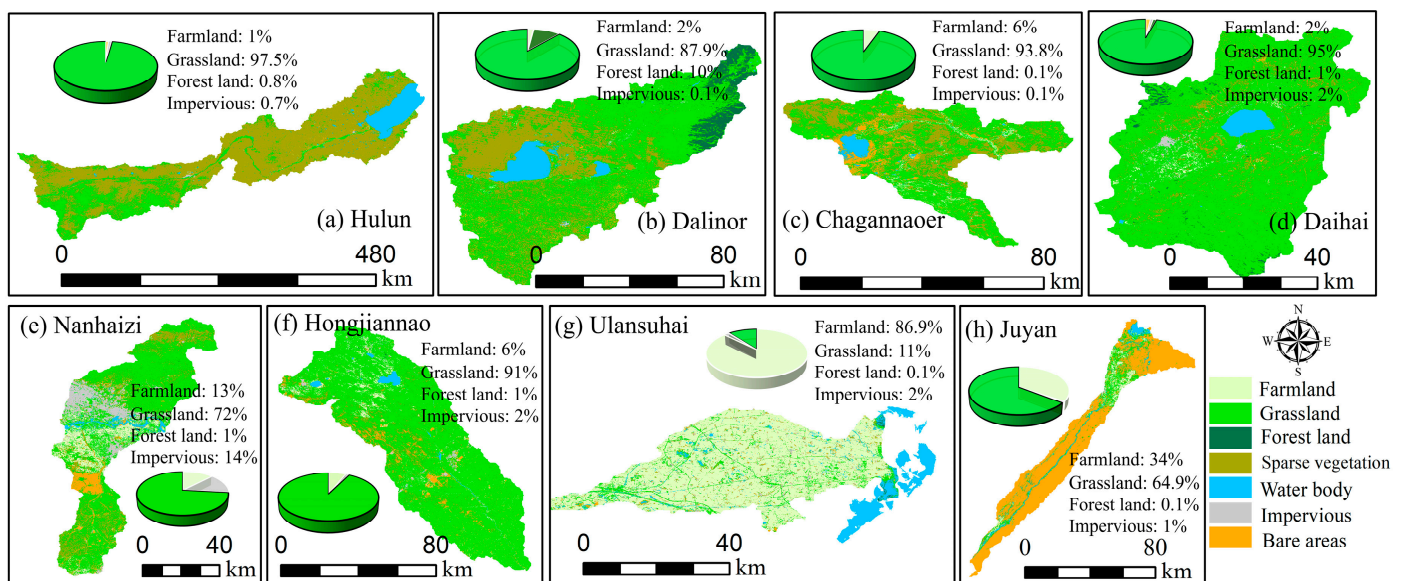 Farmland: 1%
Grassland: 97.5%
Forest land: 0.8%
Impervious: 0.7%
(a) Hulun
0 480
km
Farmland: 2%
Grassland: 87.9%
Forest land: 10%
Impervious: 0.1%
(b) Dalinor
0 80
km
Farmland: 6%
Grassland: 93.8%
Forest land: 0.1%
Impervious: 0.1%
(c) Chagannaoer
0 80
km
Farmland: 2%
Grassland: 95%
Forest land: 1%
Impervious: 2%
(d) Daihai
0 40
km
(e) Nanhaizi
Farmland: 13%
Grassland: 72%
Forest land: 1%
Impervious: 14%
0 40
km
(f) Hongjiannao
Farmland: 6%
Grassland: 91%
Forest land: 1%
Impervious: 2%
0 80
km
(g) Ulansuhai
Farmland: 86.9%
Grassland: 11%
Forest land: 0.1%
Impervious: 2%
0 40
km
(h) Juyan
Farmland: 34%
Grassland: 64.9%
Forest land: 0.1%
Impervious: 1%
0 80
km
N
W E
S
Farmland
Grassland
Forest land
Sparse vegetation
Water body
Impervious
Bare areas